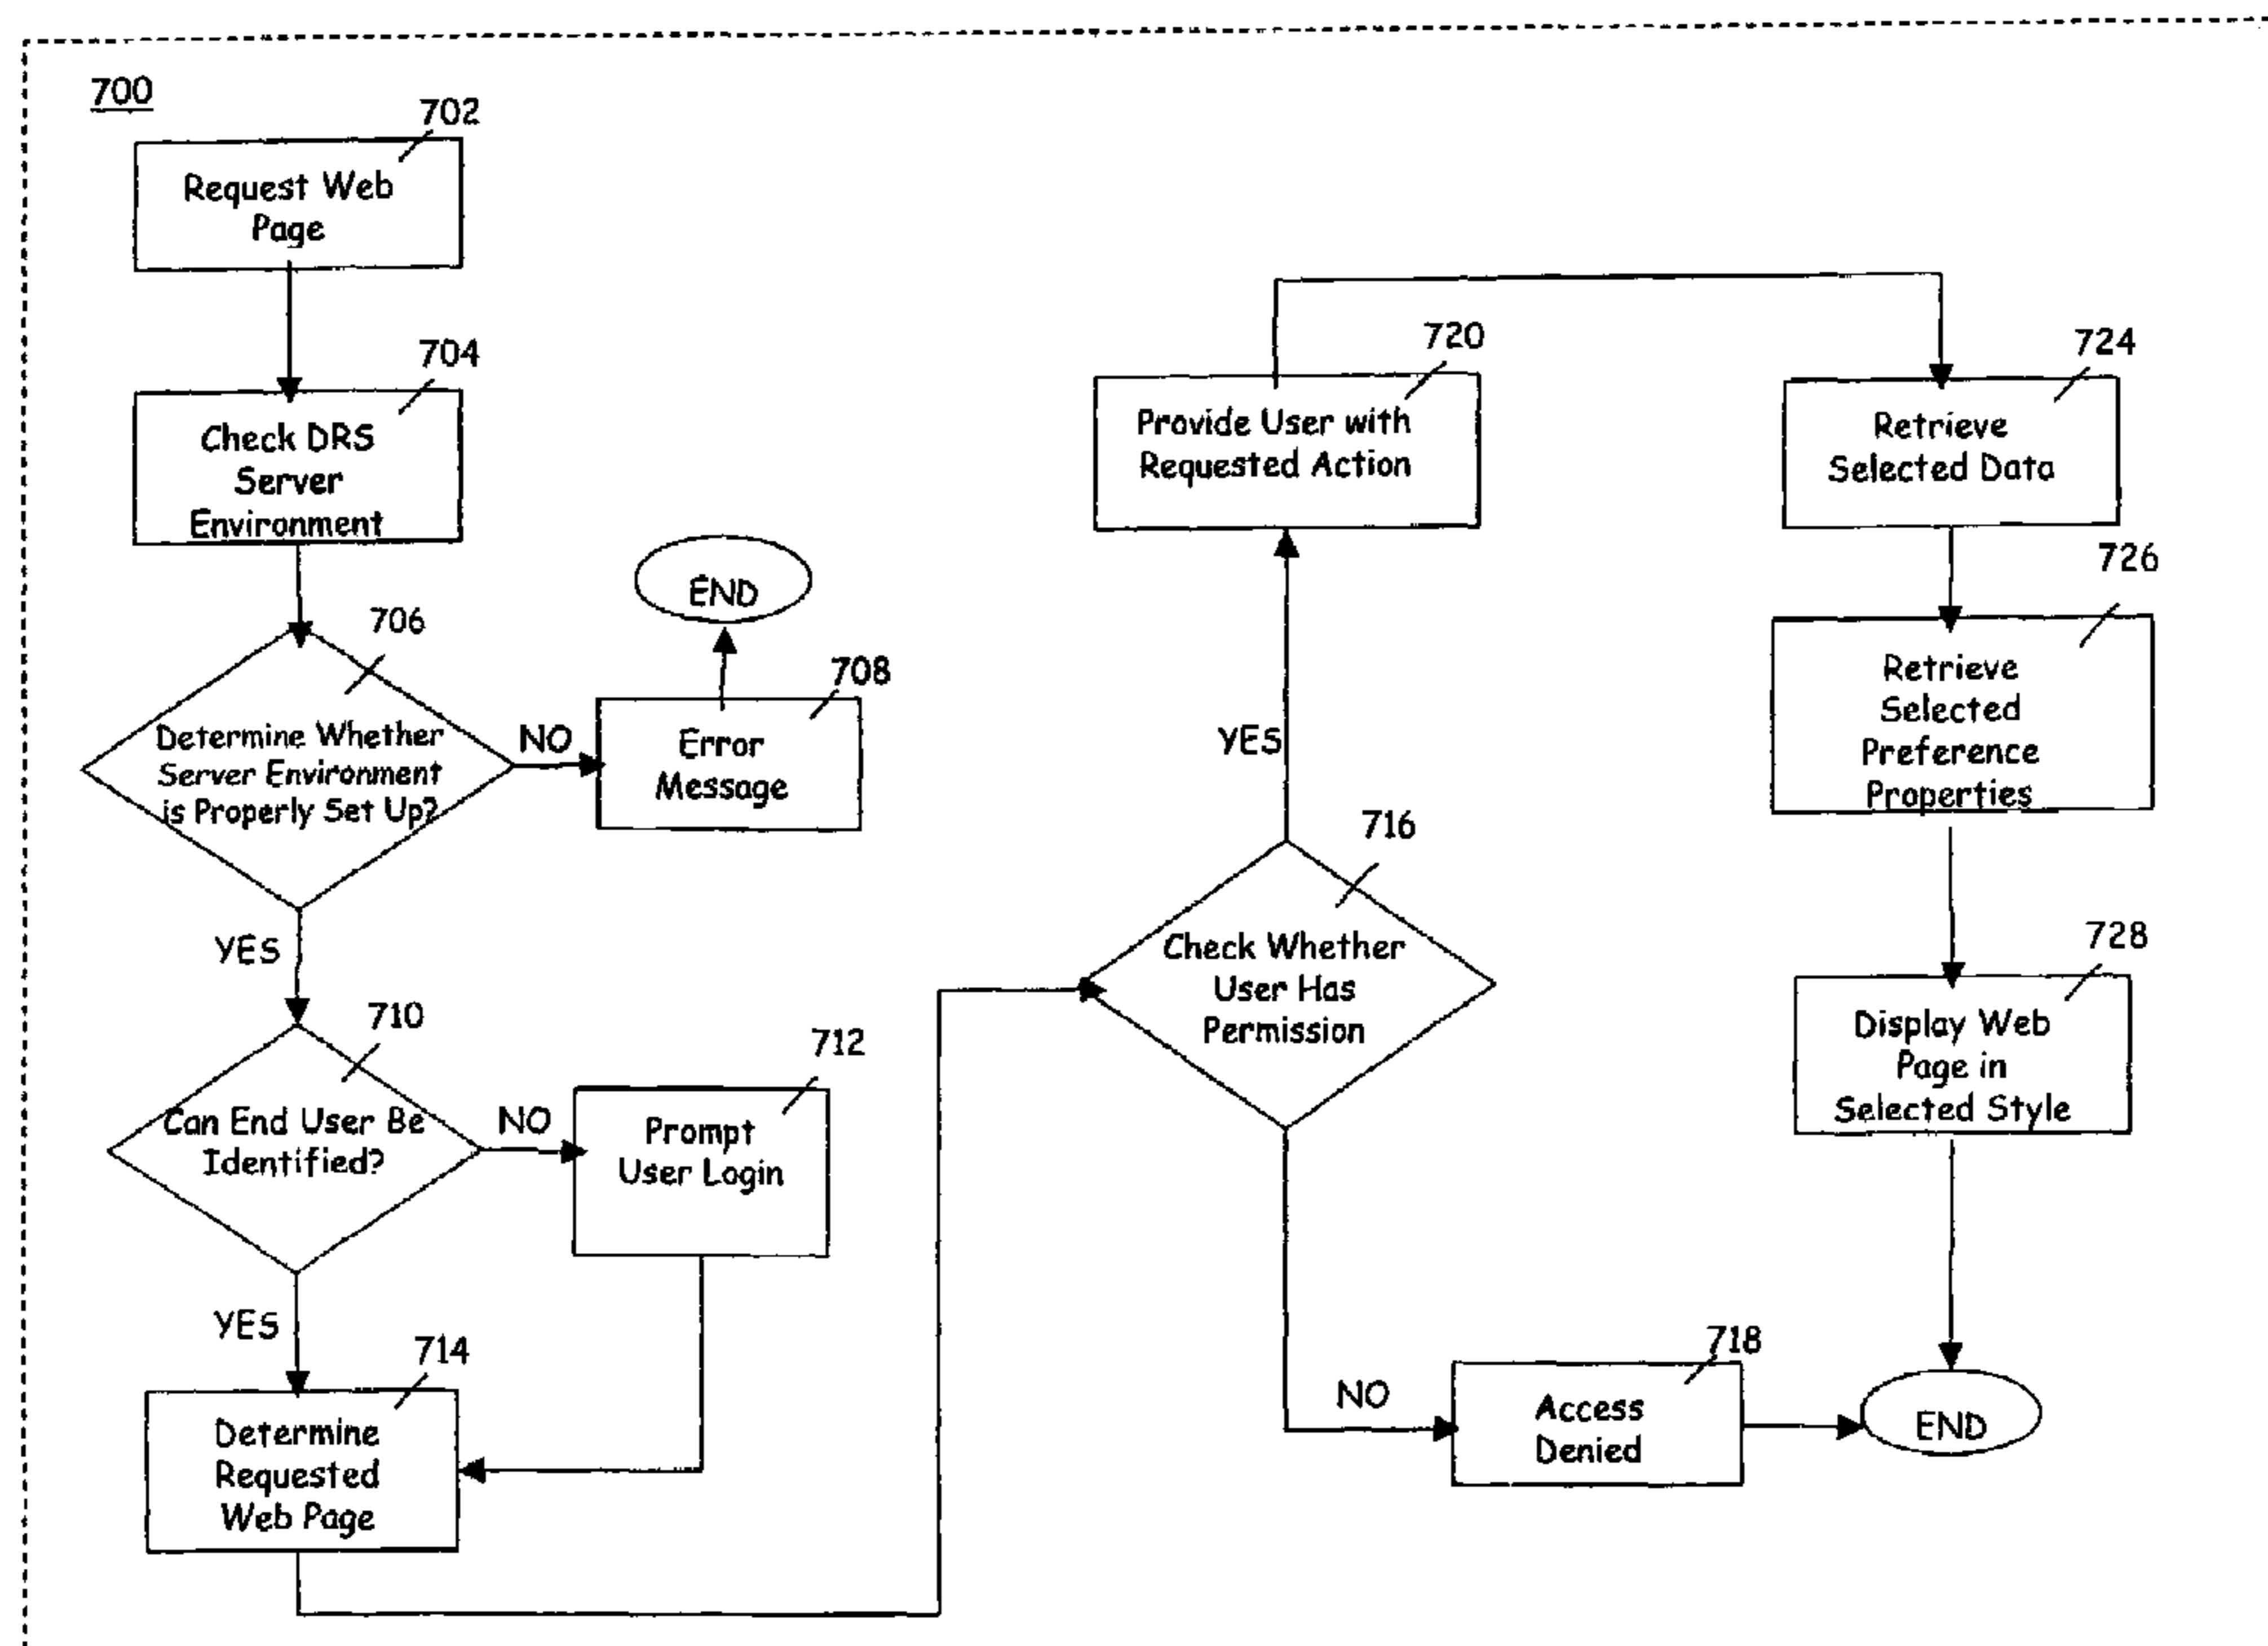 700
702
Request Web
Page
704
Check DRS
Server
Environment
706
Determine Whether
Server Environment
is Properly Set Up?
NO
END
708
Error
Message
YES
710
Can End User Be
Identified?
NO
712
Prompt
User Login
YES
714
Determine
Requested
Web Page
716
Check Whether
User Has
Permission
YES
720
Provide User with
Requested Action
724
Retrieve
Selected Data
726
Retrieve
Selected
Preference
Properties
728
Display Web
Page in
Selected Style
NO
718
Access
Denied
END